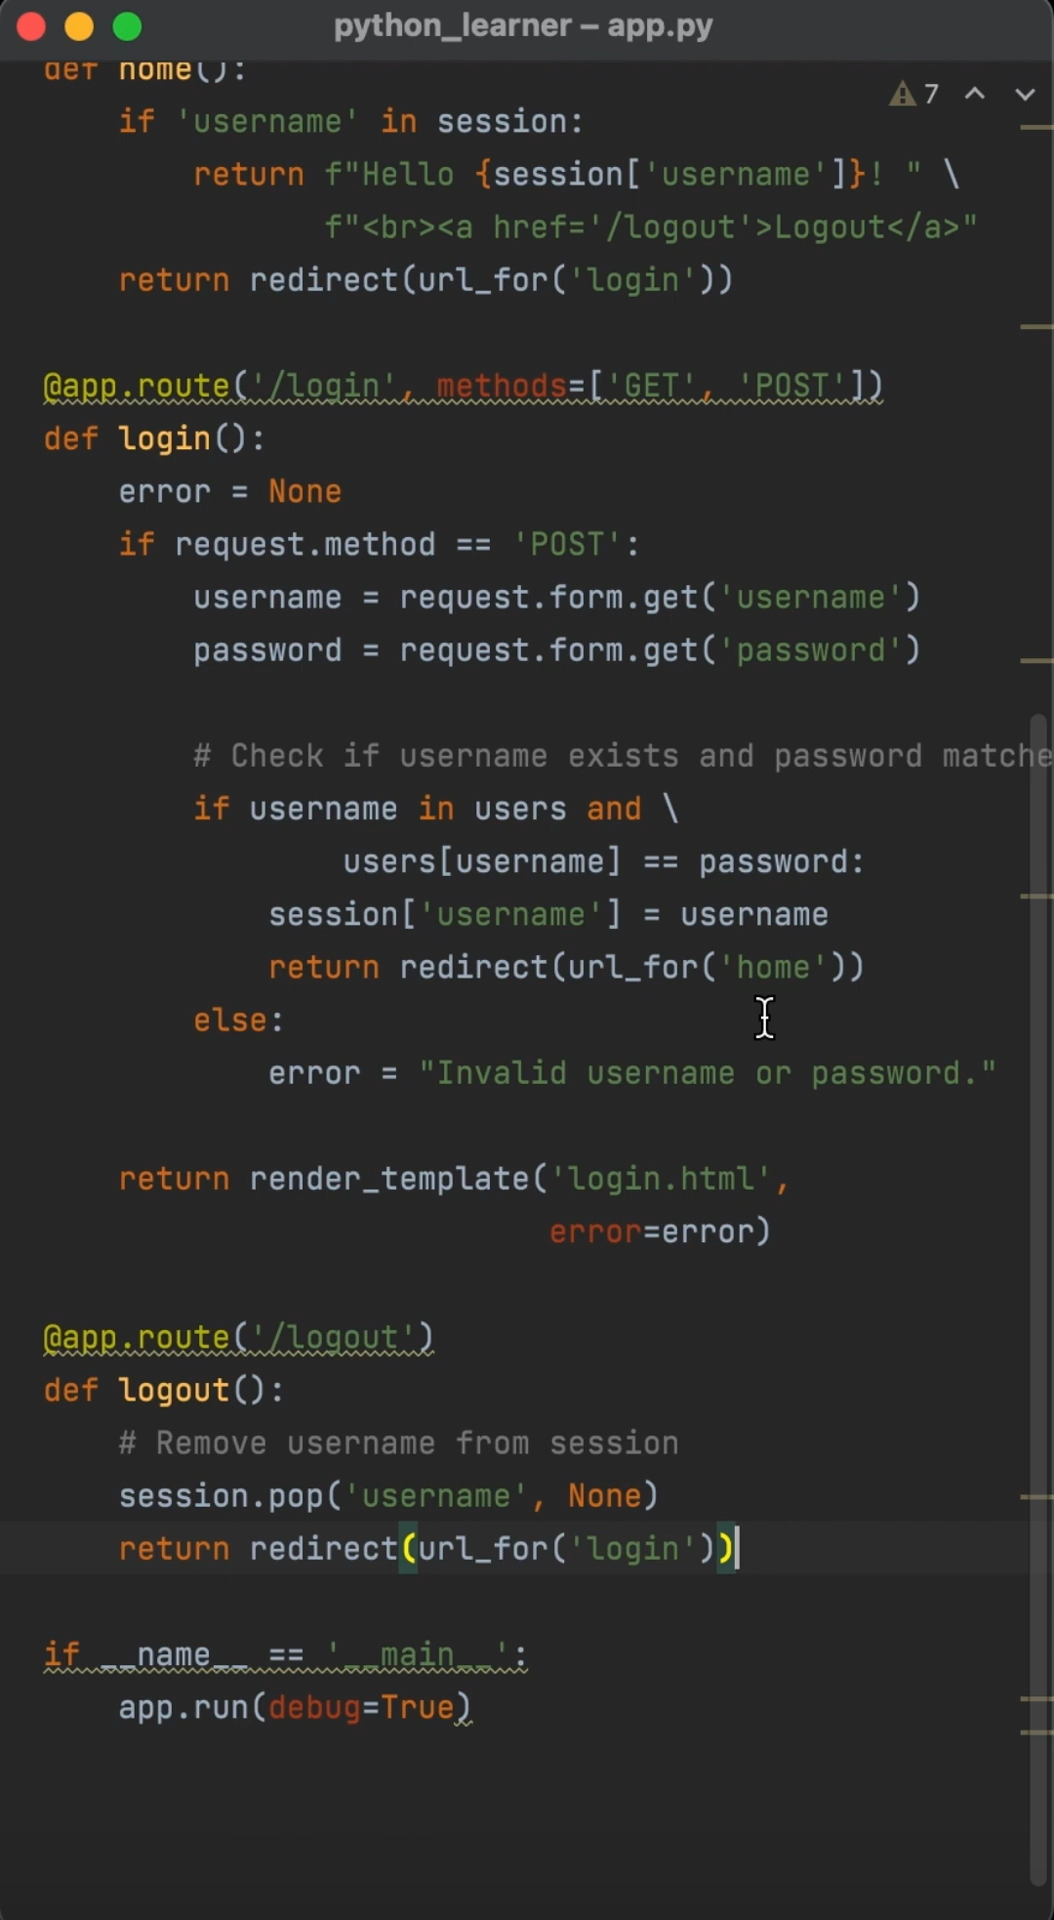 python_learner – app.py
def home():
7
if 'username' in session:
return f"Hello {session['username']}! " \
f"<br><a href='/logout'>Logout</a>"
return redirect(url_for('login'))
@app.route('/login', methods=['GET', 'POST'])
def login():
error = None
if request.method == 'POST':
username = request.form.get('username')
password = request.form.get('password')
# Check if username exists and password matche
if username in users and \
users[username] == password:
session['username'] = username
return redirect(url_for('home'))
else:
error = "Invalid username or password."
return render_template('login.html',
error=error)
@app.route('/logout')
def logout():
# Remove username from session
session.pop('username', None)
return redirect(url_for('login'))
if __name__ == '__main__':
app.run(debug=True)